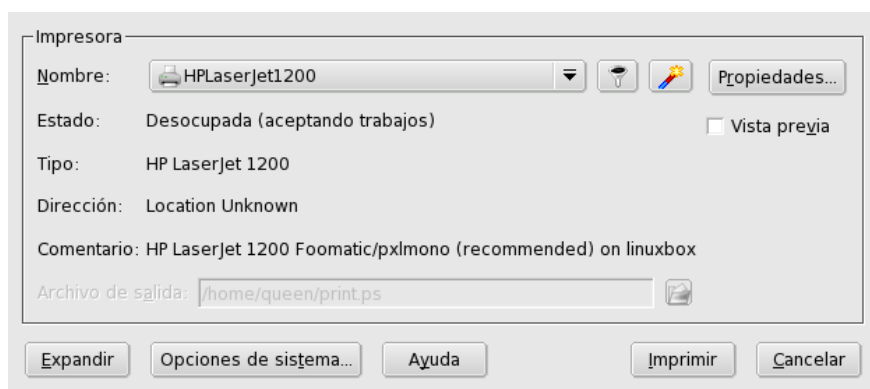 Impresora
Nombre: HPLaserJet1200 Propiedades...
Estado: Desocupada (aceptando trabajos) Vista previa
Tipo: HP LaserJet 1200
Dirección: Location Unknown
Comentario: HP LaserJet 1200 Foomatic/pxlmono (recommended) on linuxbox
Archivo de salida: /home/queen/print.ps
Expandir Opciones de sistema... Ayuda Imprimir Cancelar